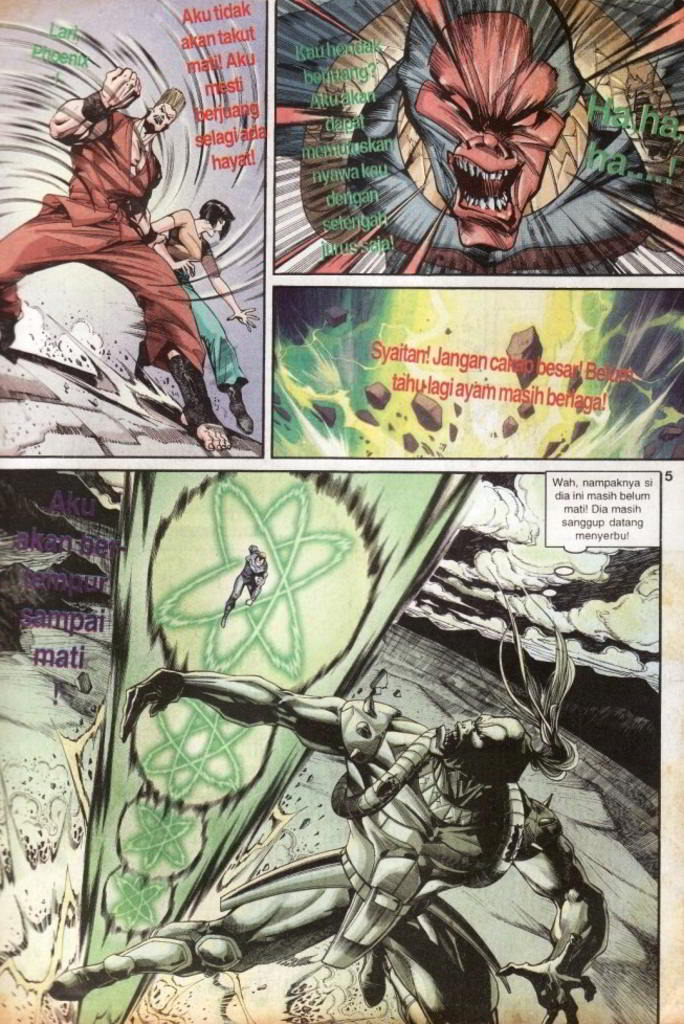 Lari,
Phoenix
!
Aku tidak
akan takut
mati! Aku
mesti
berjuang
selagi ada
hayat!
Kau hendak
berjuang?
Aku akan
dapat
memutuskan
nyawa kau
dengan
setengah
jurus saja!
Ha, ha,
ha.....!
Syaitan! Jangan cakap besar! Belum
tahu lagi ayam masih berlaga!
5
Wah, nampaknya si
dia ini masih belum
mati! Dia masih
sanggup datang
menyerbu!
Aku
akan ber-
tempur
sampai
mati
!